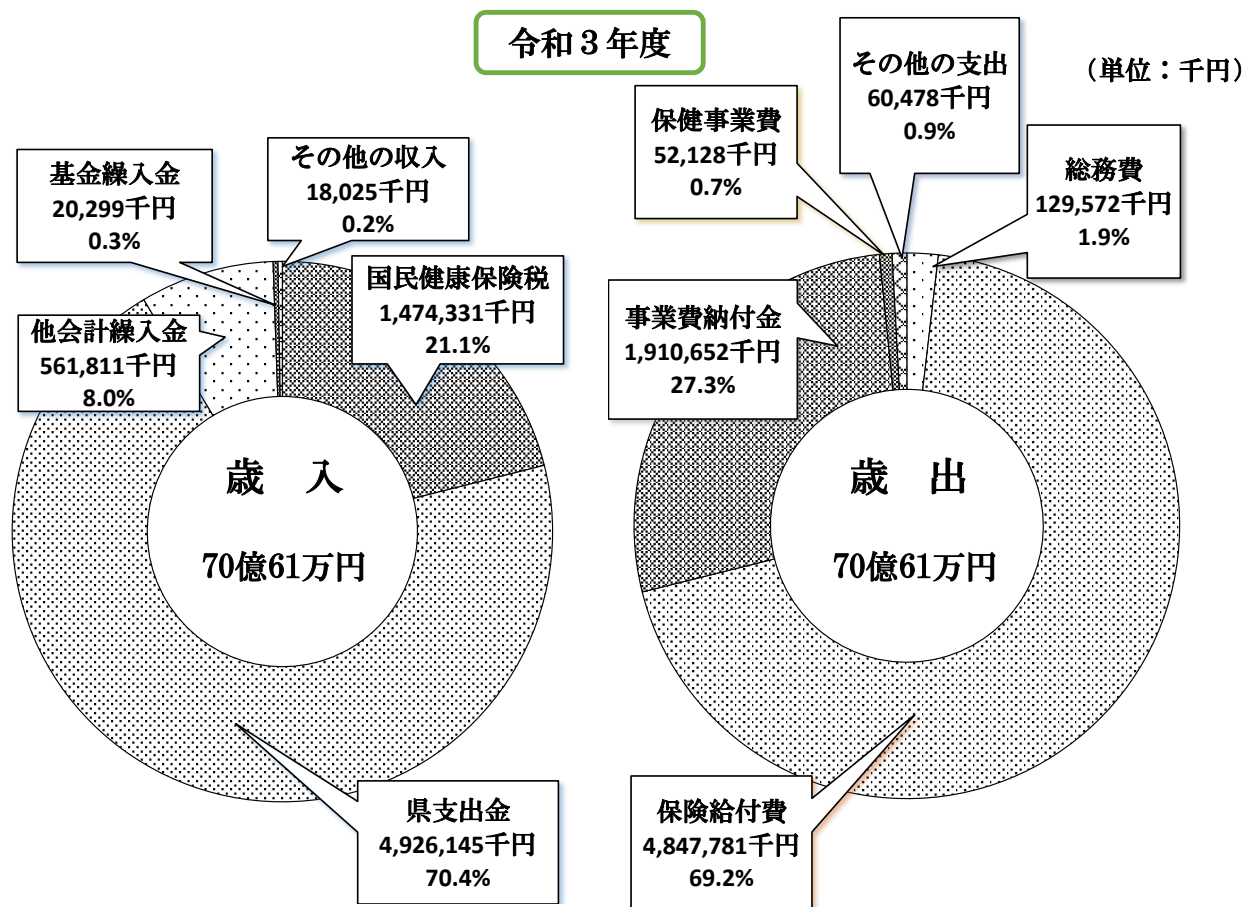 令和３年度
（単位：千円）
基金繰入金
20,299千円
0.3%
その他の収入
18,025千円
0.2%
国民健康保険税
1,474,331千円
21.1%
他会計繰入金
561,811千円
8.0%
歳　入
70億61万円
県支出金
4,926,145千円
70.4%
保健事業費
52,128千円
0.7%
その他の支出
60,478千円
0.9%
総務費
129,572千円
1.9%
事業費納付金
1,910,652千円
27.3%
歳　出
70億61万円
保険給付費
4,847,781千円
69.2%